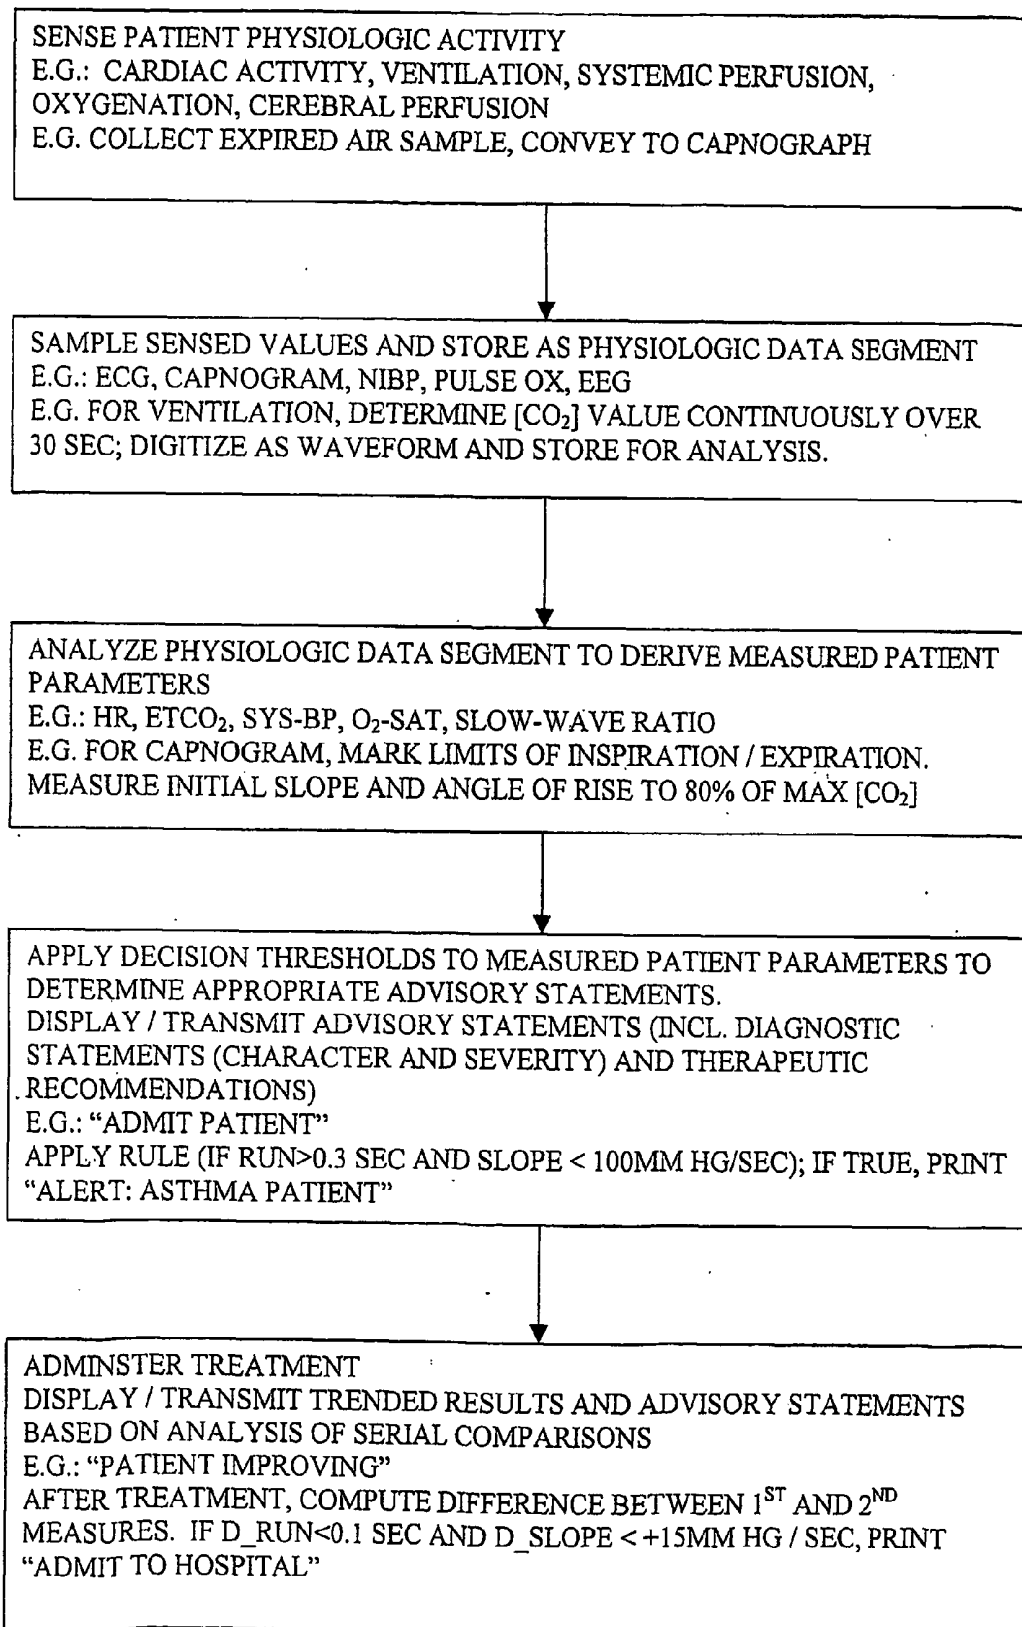 SENSE PATIENT PHYSIOLOGIC ACTIVITY
E.G.: CARDIAC ACTIVITY, VENTILATION, SYSTEMIC PERFUSION,
OXYGENATION, CEREBRAL PERFUSION
E.G. COLLECT EXPIRED AIR SAMPLE, CONVEY TO CAPNOGRAPH
SAMPLE SENSED VALUES AND STORE AS PHYSIOLOGIC DATA SEGMENT
E.G.: ECG, CAPNOGRAM, NIBP, PULSE OX, EEG
E.G. FOR VENTILATION, DETERMINE [CO₂] VALUE CONTINUOUSLY OVER
30 SEC; DIGITIZE AS WAVEFORM AND STORE FOR ANALYSIS.
ANALYZE PHYSIOLOGIC DATA SEGMENT TO DERIVE MEASURED PATIENT
PARAMETERS
E.G.: HR, ETCO₂, SYS-BP, O₂-SAT, SLOW-WAVE RATIO
E.G. FOR CAPNOGRAM, MARK LIMITS OF INSPIRATION / EXPIRATION.
MEASURE INITIAL SLOPE AND ANGLE OF RISE TO 80% OF MAX [CO₂]
APPLY DECISION THRESHOLDS TO MEASURED PATIENT PARAMETERS TO
DETERMINE APPROPRIATE ADVISORY STATEMENTS.
DISPLAY / TRANSMIT ADVISORY STATEMENTS (INCL. DIAGNOSTIC
STATEMENTS (CHARACTER AND SEVERITY) AND THERAPEUTIC
RECOMMENDATIONS)
E.G.: “ADMIT PATIENT”
APPLY RULE (IF RUN>0.3 SEC AND SLOPE < 100MM HG/SEC); IF TRUE, PRINT
“ALERT: ASTHMA PATIENT”
ADMINSTER TREATMENT
DISPLAY / TRANSMIT TRENDED RESULTS AND ADVISORY STATEMENTS
BASED ON ANALYSIS OF SERIAL COMPARISONS
E.G.: “PATIENT IMPROVING”
AFTER TREATMENT, COMPUTE DIFFERENCE BETWEEN 1ST AND 2ND
MEASURES. IF D_RUN<0.1 SEC AND D_SLOPE < +15MM HG / SEC, PRINT
“ADMIT TO HOSPITAL”